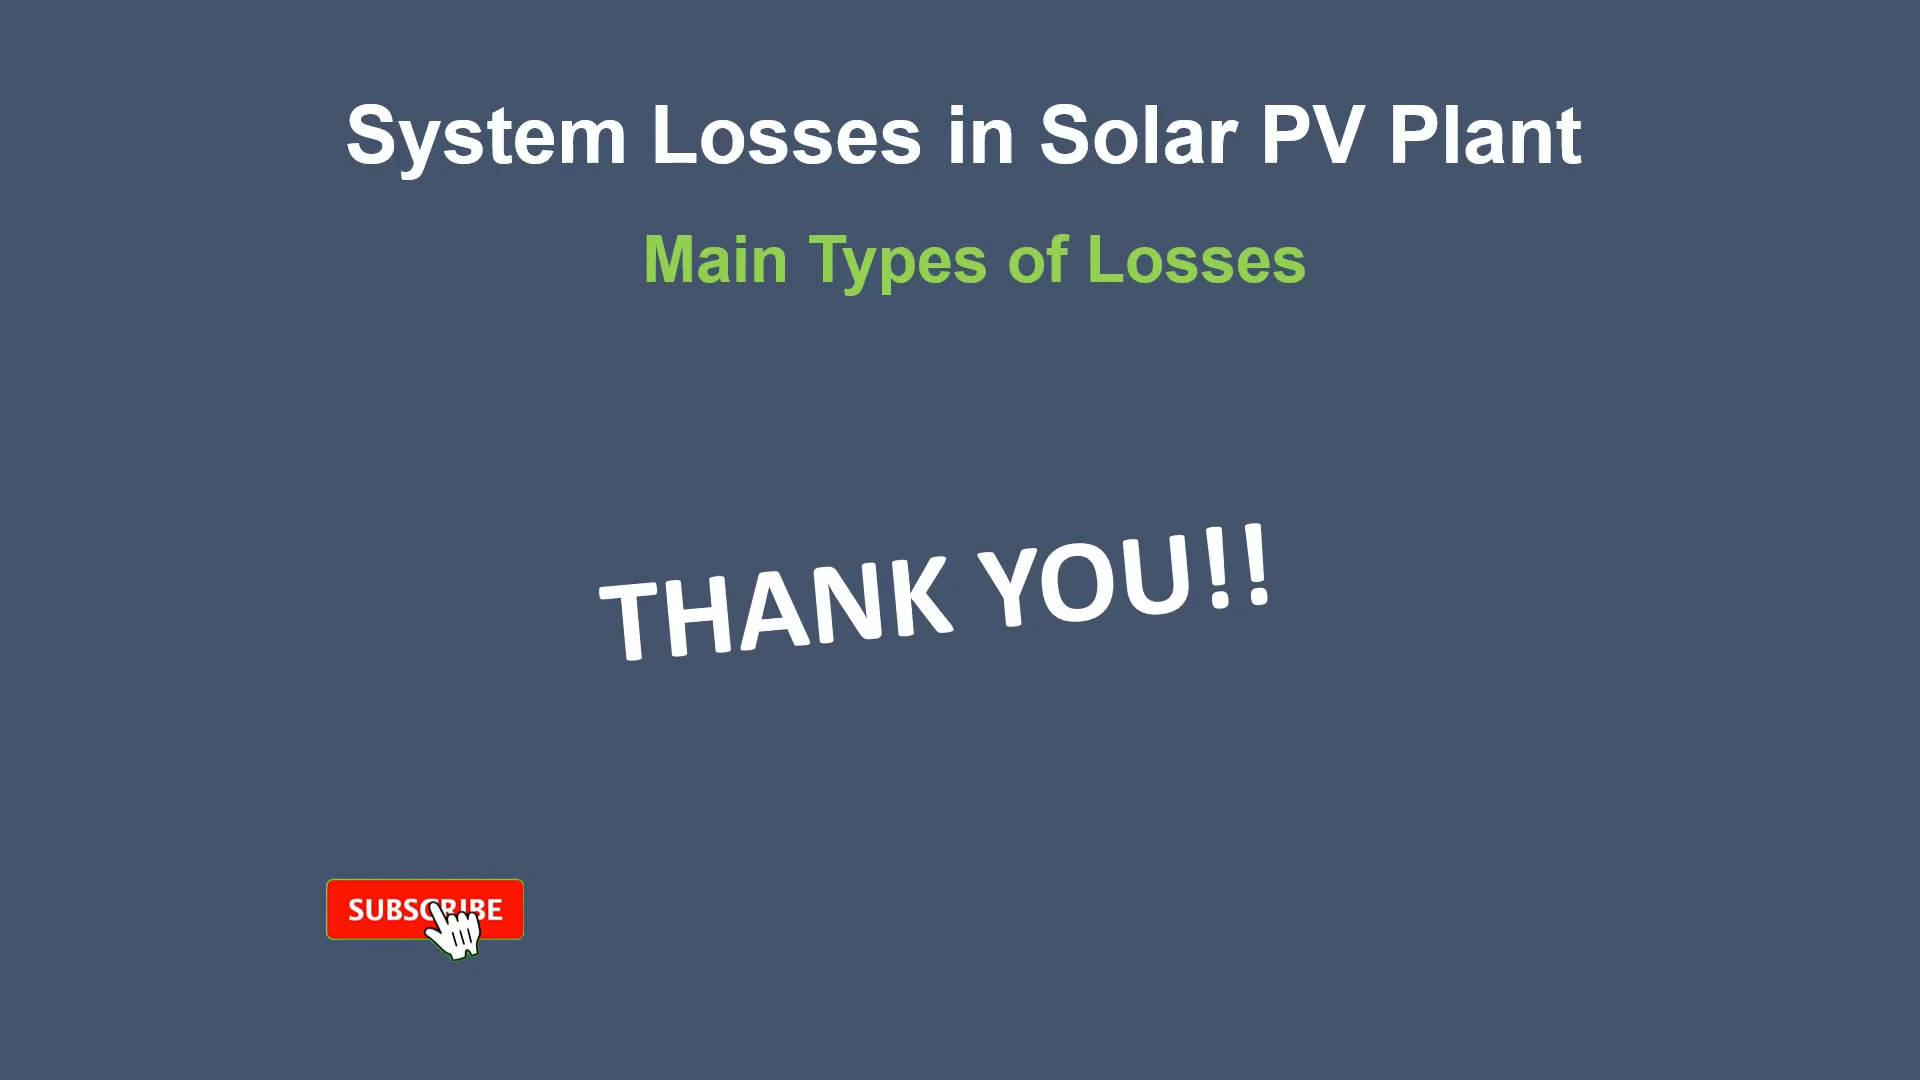 System Losses in Solar PV Plant
Main Types of Losses
THANK YOU!!
SUBSCRIBE